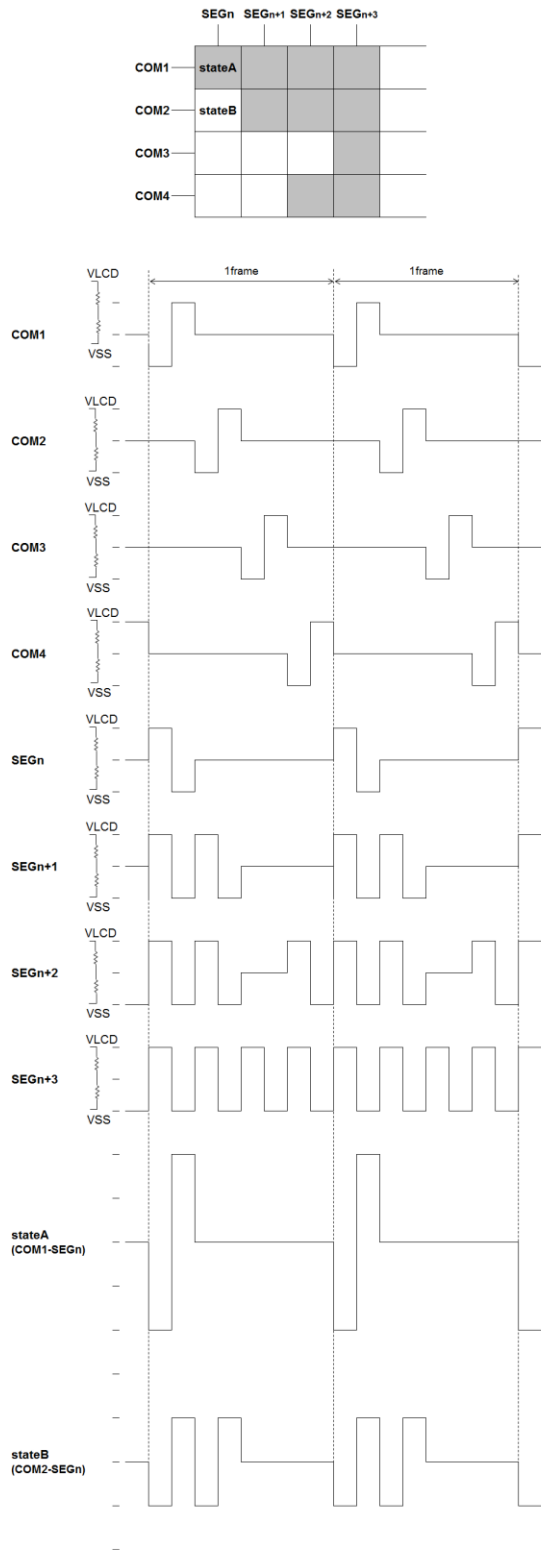 SEGn SEGn+1 SEGn+2 SEGn+3
COM1 stateA
COM2 stateB
COM3
COM4
VLCD 1frame 1frame
COM1
VSS
VLCD
COM2
VSS
VLCD
COM3
VSS
VLCD
COM4
VSS
VLCD
SEGn
VSS
VLCD
SEGn+1
VSS
VLCD
SEGn+2
VSS
VLCD
SEGn+3
VSS
stateA
(COM1-SEGn)
stateB
(COM2-SEGn)